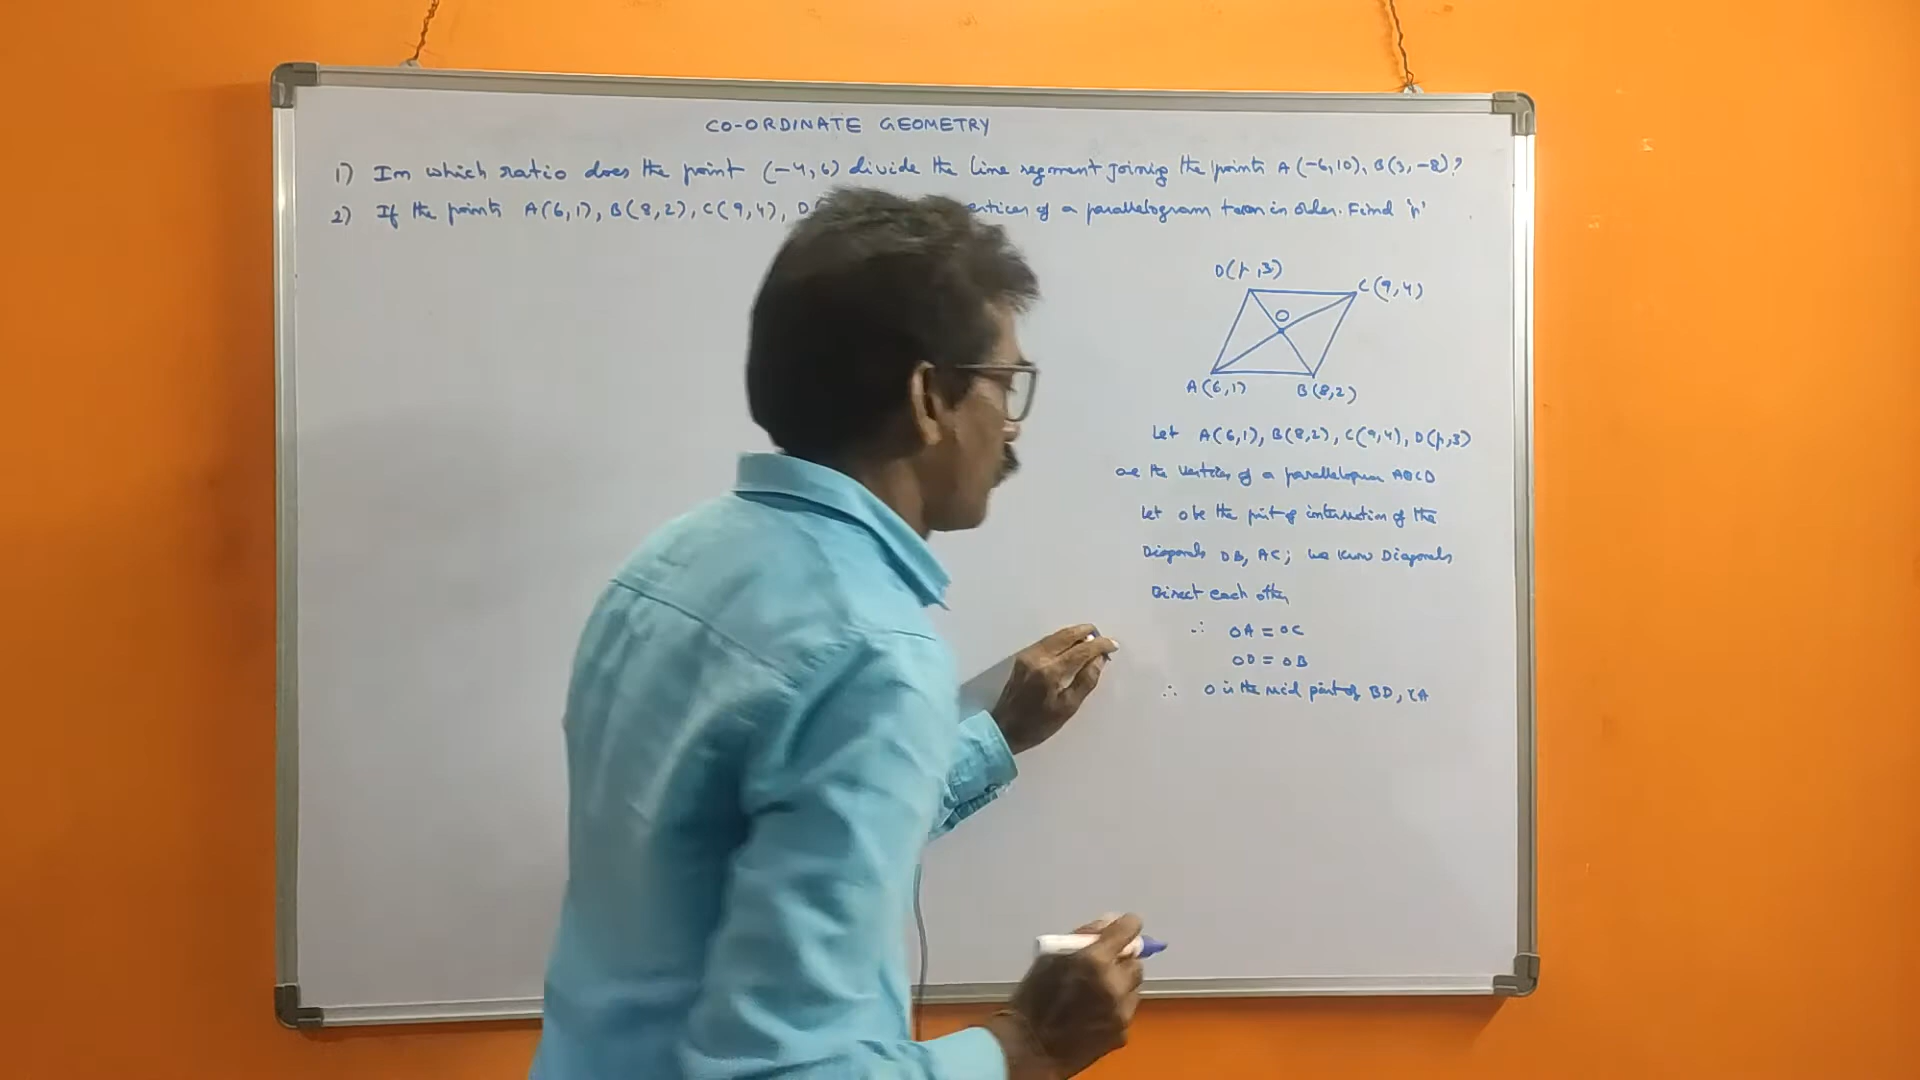 CO-ORDINATE GEOMETRY
1) In which ratio does the point (-4,6) divide the line segment joining the points A(-6,10), B(3,-8)?
2) If the points A(6,1), B(8,2), C(9,4), D( of a parallelogram taken in order. Find 'p'
D(p,3)
C(9,4)
O
A(6,1) B(8,2)
Let A(6,1), B(8,2), C(9,4), D(p,3)
are the vertices of a parallelogram ABCD
Let O be the point of intersection of the
Diagonals DB, AC; we know Diagonals
Bisect each other
∴ OA = OC
OD = OB
∴ O is the mid point of BD, CA